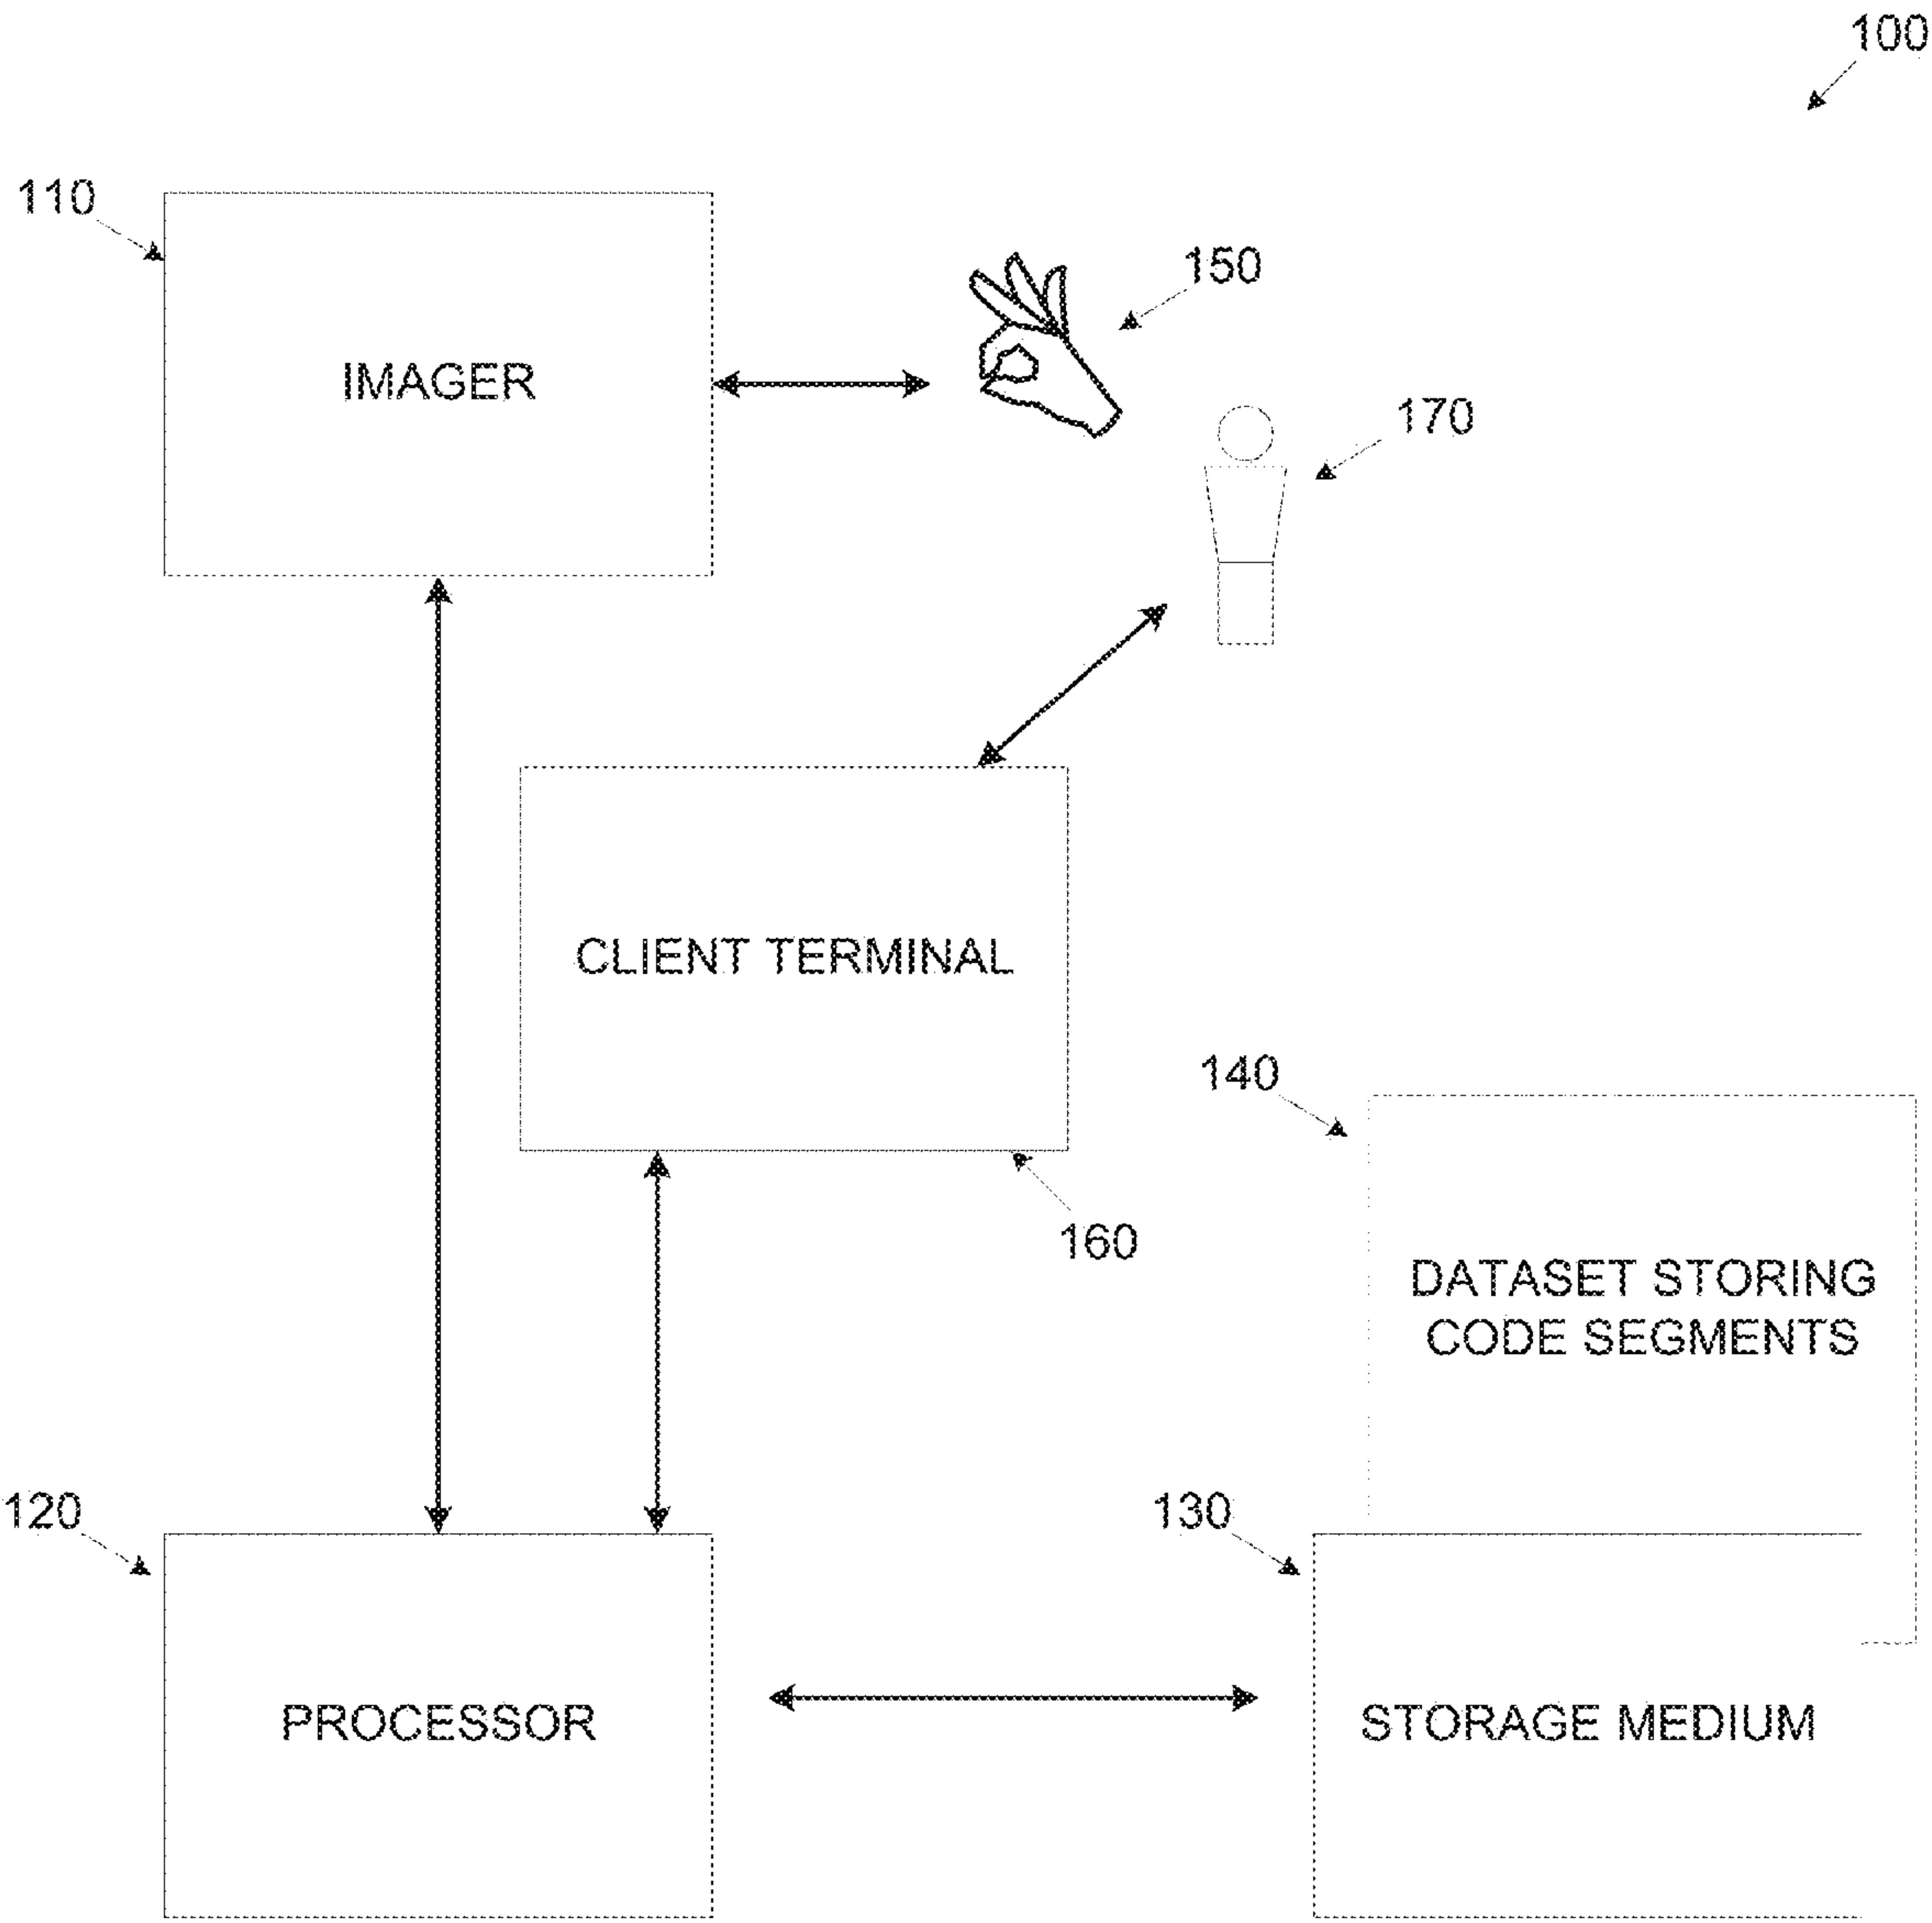 100
110
IMAGER
150
170
CLIENT TERMINAL
140
160
DATASET STORING
CODE SEGMENTS
120
130
PROCESSOR
STORAGE MEDIUM